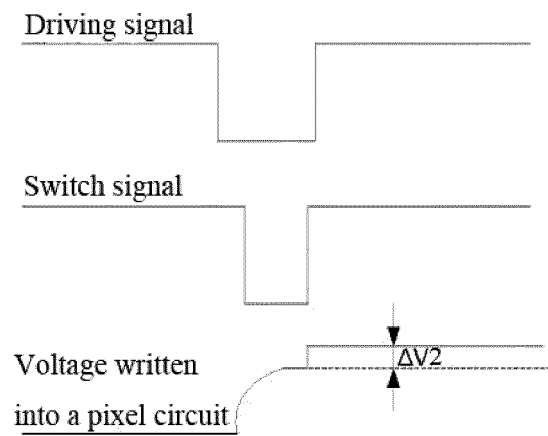 Driving signal
Switch signal
ΔV2
Voltage written
into a pixel circuit